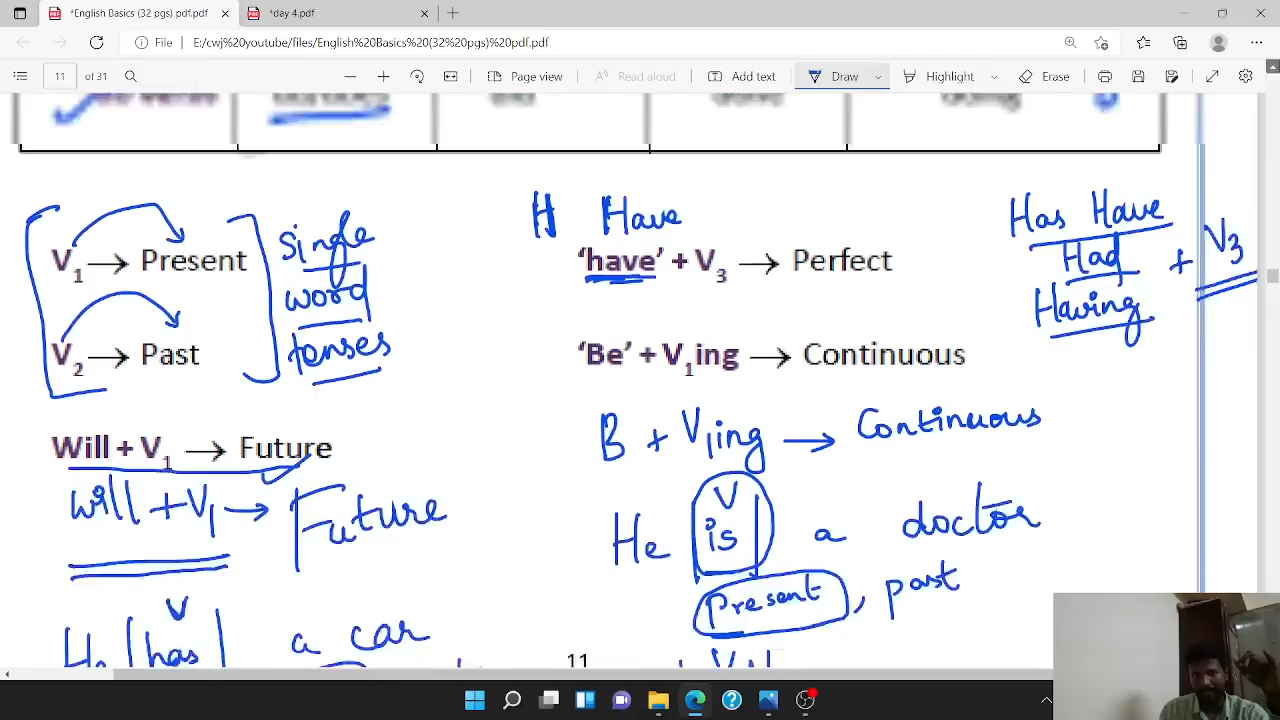 *English Basics (32 pgs) pdf.pdf
*day 4.pdf
File
E:/cwj%20youtube/files/English%20Basics(32%20pgs)%20pdf.pdf
11 of 31
Page view
Read aloud
Add text
Draw
Highlight
Erase
H Have
Has Have
Had
Having
+ V3
V1 → Present
single
word
tenses
'have' + V3 → Perfect
V2 → Past
'Be' + V1ing → Continuous
B + V1ing → Continuous
Will + V1 → Future
will + V1 → Future
V
He is a doctor
Present, past
V
He has a car
11